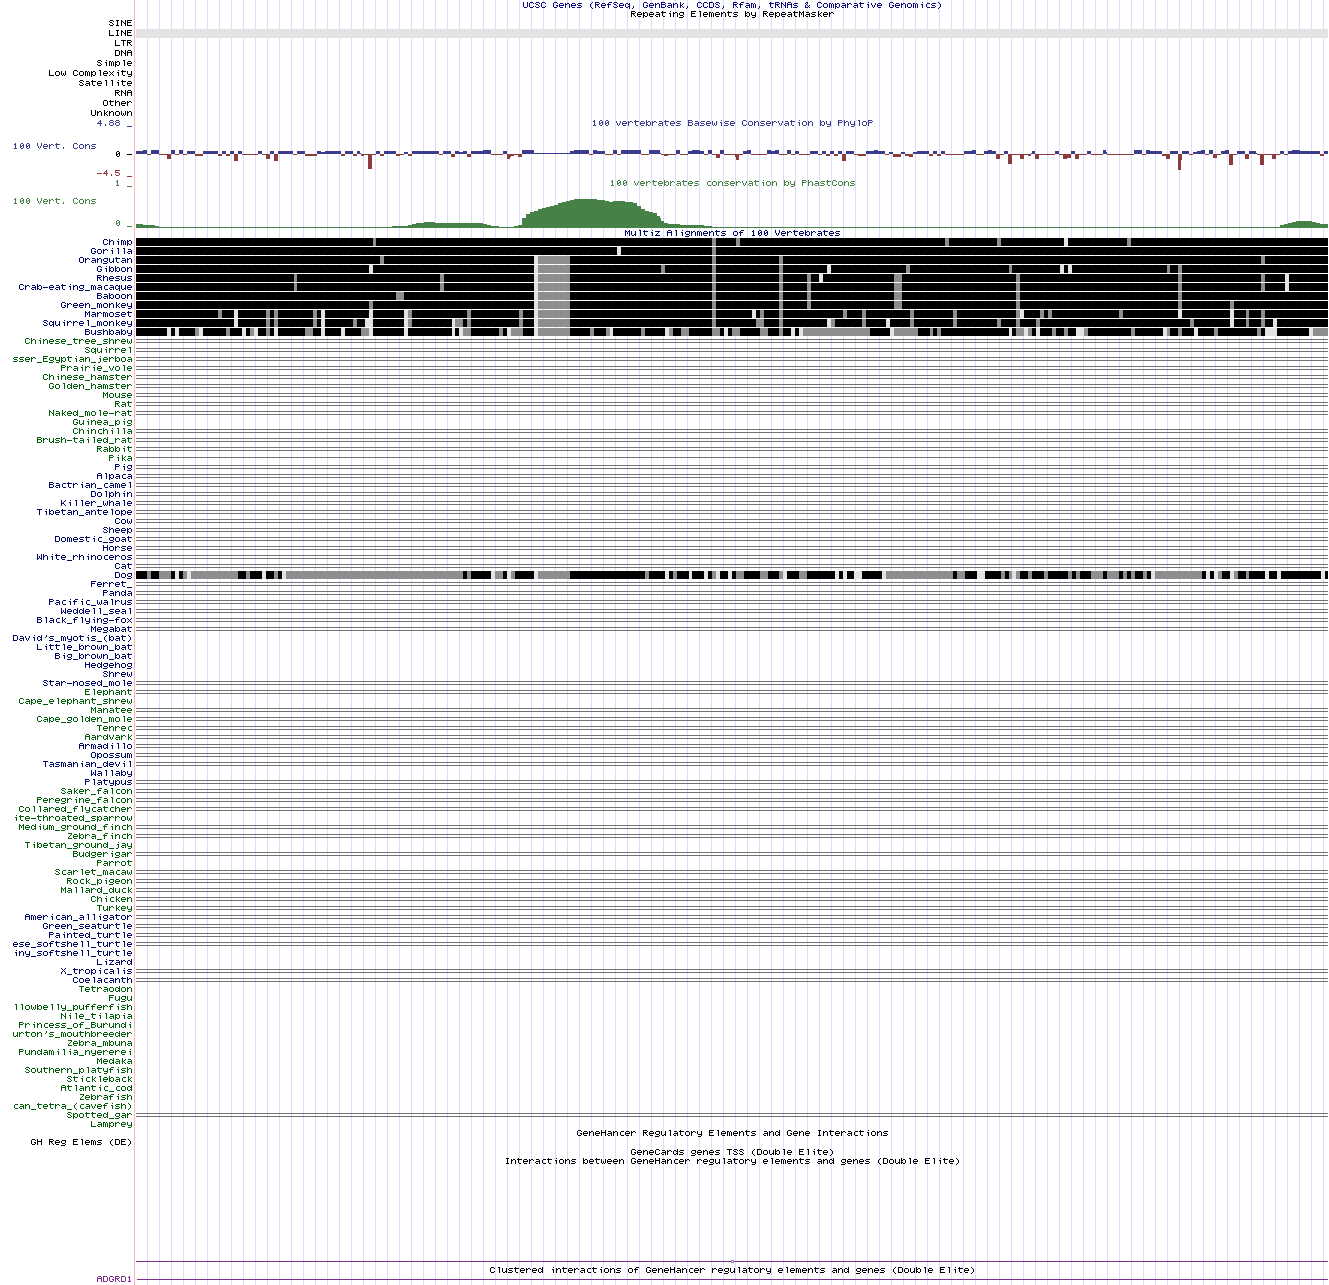 UCSC Genes (RefSeq, GenBank, CCDS, Rfam, tRNAs & Comparative Genomics)
Repeating Elements by RepeatMasker
SINE
LINE
LTR
DNA
Simple
Low Complexity
Satellite
RNA
Other
Unknown
4.88 _
100 vertebrates Basewise Conservation by PhyloP
100 Vert. Cons
0 -
-4.5 _
1 _
100 vertebrates conservation by PhastCons
100 Vert. Cons
0 _
Multiz Alignments of 100 Vertebrates
Chimp
Gorilla
Orangutan
Gibbon
Rhesus
Crab-eating_macaque
Baboon
Green_monkey
Marmoset
Squirrel_monkey
Bushbaby
Chinese_tree_shrew
Squirrel
sser_Egyptian_jerboa
Prairie_vole
Chinese_hamster
Golden_hamster
Mouse
Rat
Naked_mole-rat
Guinea_pig
Chinchilla
Brush-tailed_rat
Rabbit
Pika
Pig
Alpaca
Bactrian_camel
Dolphin
Killer_whale
Tibetan_antelope
Cow
Sheep
Domestic_goat
Horse
White_rhinoceros
Cat
Dog
Ferret_
Panda
Pacific_walrus
Weddell_seal
Black_flying-fox
Megabat
David's_myotis_(bat)
Little_brown_bat
Big_brown_bat
Hedgehog
Shrew
Star-nosed_mole
Elephant
Cape_elephant_shrew
Manatee
Cape_golden_mole
Tenrec
Aardvark
Armadillo
Opossum
Tasmanian_devil
Wallaby
Platypus
Saker_falcon
Peregrine_falcon
Collared_flycatcher
ite-throated_sparrow
Medium_ground_finch
Zebra_finch
Tibetan_ground_jay
Budgerigar
Parrot
Scarlet_macaw
Rock_pigeon
Mallard_duck
Chicken
Turkey
American_alligator
Green_seaturtle
Painted_turtle
ese_softshell_turtle
iny_softshell_turtle
Lizard
X_tropicalis
Coelacanth
Tetraodon
Fugu
llowbelly_pufferfish
Nile_tilapia
Princess_of_Burundi
urton's_mouthbreeder
Zebra_mbuna
Pundamilia_nyererei
Medaka
Southern_platyfish
Stickleback
Atlantic_cod
Zebrafish
can_tetra_(cavefish)
Spotted_gar
Lamprey
GeneHancer Regulatory Elements and Gene Interactions
GH Reg Elems (DE)
GeneCards genes TSS (Double Elite)
Interactions between GeneHancer regulatory elements and genes (Double Elite)
Clustered interactions of GeneHancer regulatory elements and genes (Double Elite)
ADGRD1